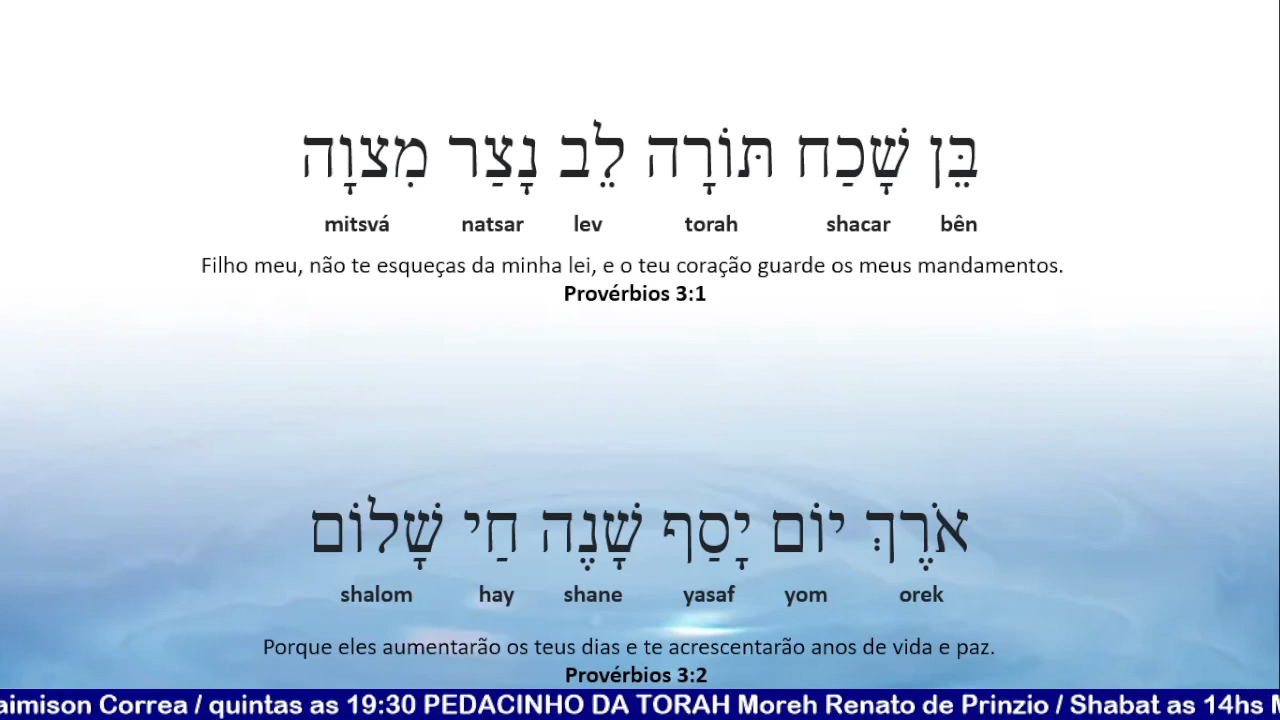 בֵּן שָׁכַח תּוֹרָה לֵב נָצַר מִצוָה
mitsvá natsar lev torah shacar bên
Filho meu, não te esqueças da minha lei, e o teu coração guarde os meus mandamentos.
Provérbios 3:1
אֹרֶךְ יוֹם יָסַף שָׁנֶה חַי שָׁלוֹם
shalom hay shane yasaf yom orek
Porque eles aumentarão os teus dias e te acrescentarão anos de vida e paz.
Provérbios 3:2
aimison Correa / quintas as 19:30 PEDACINHO DA TORAH Moreh Renato de Prinzio / Shabat as 14hs